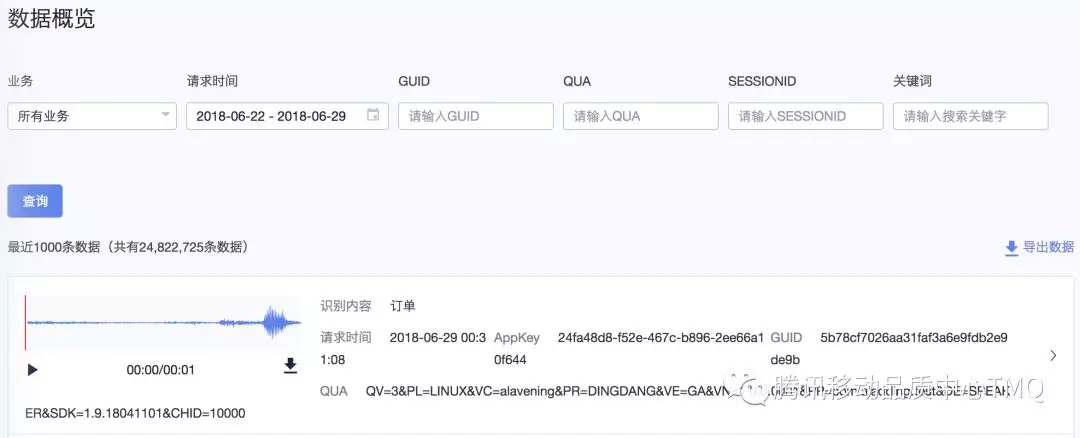 数据概览
业务 请求时间 GUID QUA SESSIONID 关键词
所有业务 2018-06-22 - 2018-06-29 请输入GUID 请输入QUA 请输入SESSIONID 请输入搜索关键字
查询
最近1000条数据（共有24,822,725条数据） 导出数据
识别内容 订单
请求时间 2018-06-29 00:3 AppKey 24fa48d8-f52e-467c-b896-2ee66a1 GUID 5b78cf7026aa31faf3a6e9fdb2e9
1:08 0f644 de9b
00:00/00:01
QUA QV=3&PL=LINUX&VC=alavening&PR=DINGDANG&VE=GA&VN
ER&SDK=1.9.18041101&CHID=10000
腾讯移动品质中心TMQ